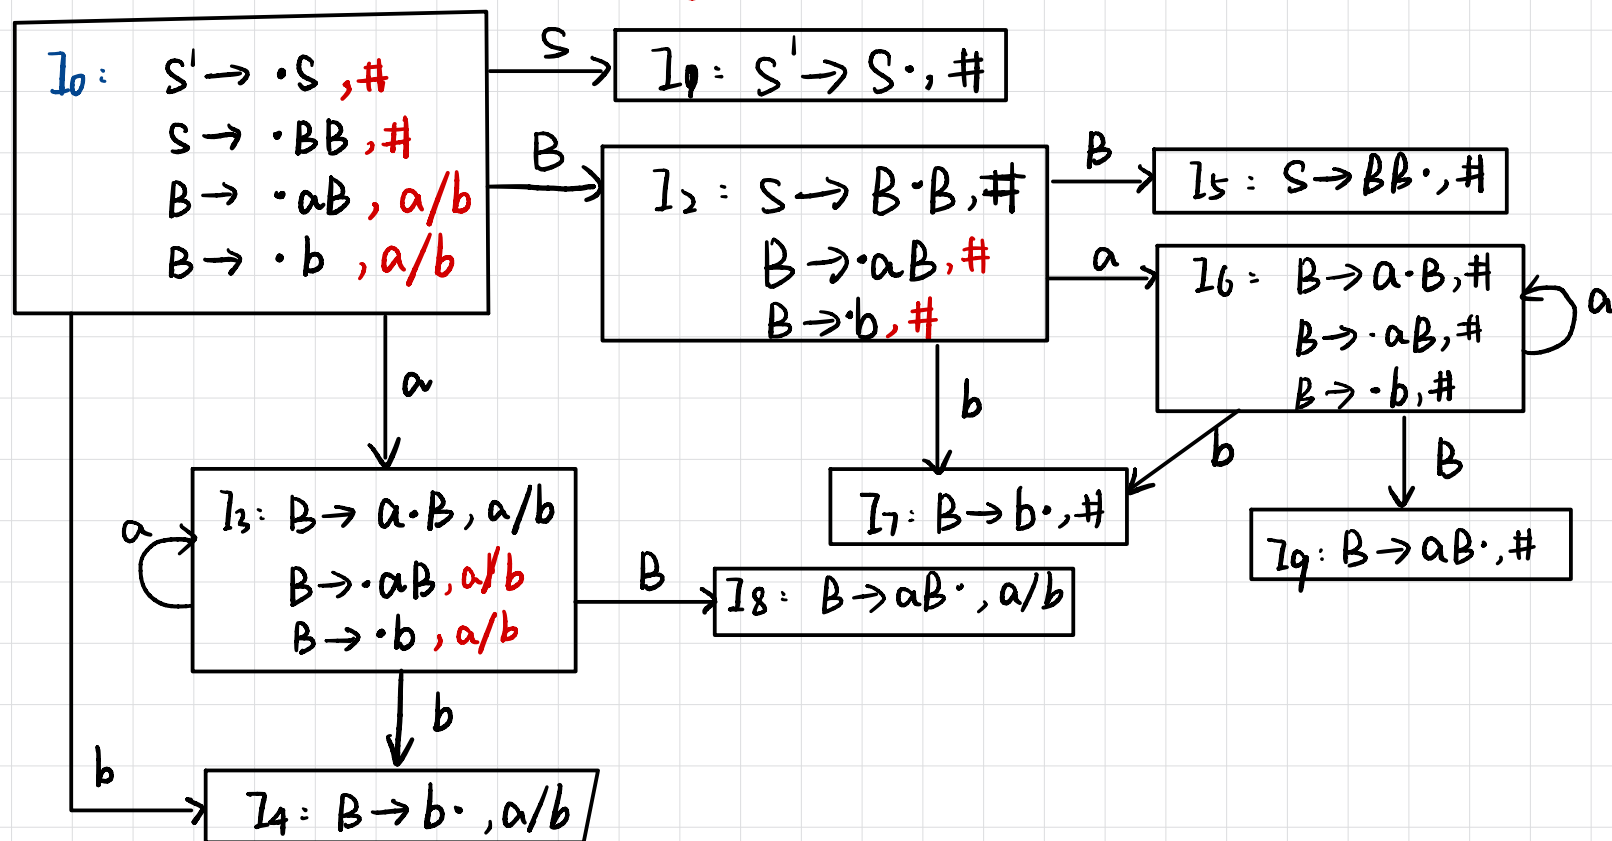 I0: S' → ·S, #
S → ·BB, #
B → ·aB, a/b
B → ·b, a/b
S
I1: S' → S·, #
B
I2: S → B·B, #
B → ·aB, #
B → ·b, #
B
I5: S → BB·, #
a
I6: B → a·B, #
B → ·aB, #
B → ·b, #
a
a
b
b
B
I3: B → a·B, a/b
B → ·aB, a/b
B → ·b, a/b
a
I7: B → b·, #
I9: B → aB·, #
B
I8: B → aB·, a/b
b
b
I4: B → b·, a/b